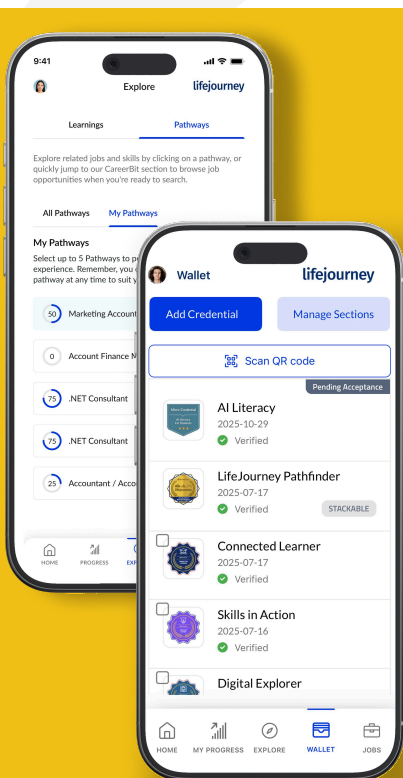 9:41
Explore
lifejourney
Learnings
Pathways
Explore related jobs and skills by clicking on a pathway, or
quickly jump to our CareerBit section to browse job
opportunities when you're ready to search.
All Pathways
My Pathways
My Pathways
Select up to 5 Pathways to
experience. Remember, you
pathway at any time to suit
50
Marketing Account
0
Account Finance
75
.NET Consultant
75
.NET Consultant
25
Accountant / Acco
HOME
PROGRESS
Wallet
lifejourney
Add Credential
Manage Sections
Scan QR code
Pending Acceptance
AI Literacy
2025-10-29
Verified
LifeJourney Pathfinder
2025-07-17
Verified
STACKABLE
Connected Learner
2025-07-17
Verified
Skills in Action
2025-07-16
Verified
Digital Explorer
HOME
MY PROGRESS
EXPLORE
WALLET
JOBS